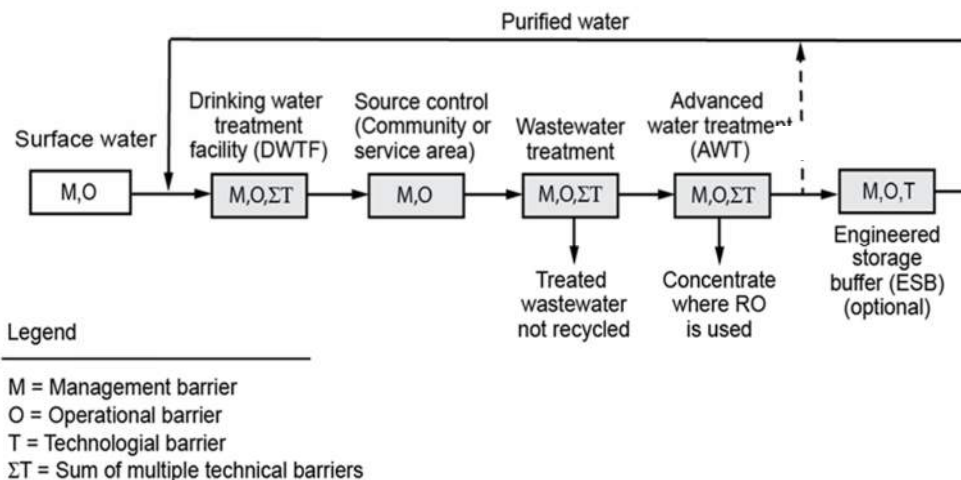 Purified water
Surface water
M,O
Drinking water
treatment
facility (DWTF)
M,O,ΣT
Source control
(Community or
service area)
M,O
Wastewater
treatment
M,O,ΣT
Treated
wastewater
not recycled
Advanced
water treatment
(AWT)
M,O,ΣT
Concentrate
where RO
is used
M,O,T
Engineered
storage
buffer (ESB)
(optional)
Legend
M = Management barrier
O = Operational barrier
T = Technologial barrier
ΣT = Sum of multiple technical barriers